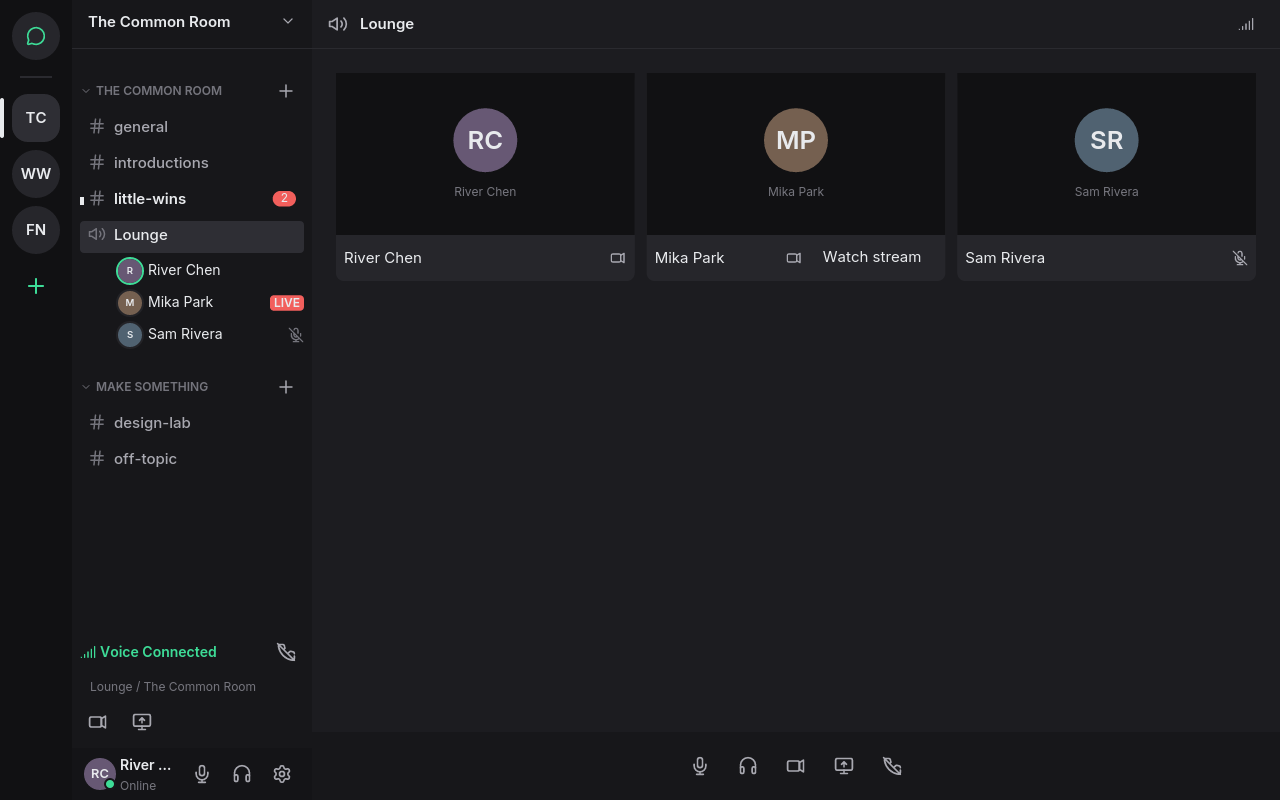 TC
WW
FN
The Common Room
THE COMMON ROOM
general
introductions
little-wins 2
Lounge
R River Chen
M Mika Park LIVE
S Sam Rivera
MAKE SOMETHING
design-lab
off-topic
Voice Connected
Lounge / The Common Room
RC River ...
Online
Lounge
RC
River Chen
River Chen
MP
Mika Park
Mika Park Watch stream
SR
Sam Rivera
Sam Rivera